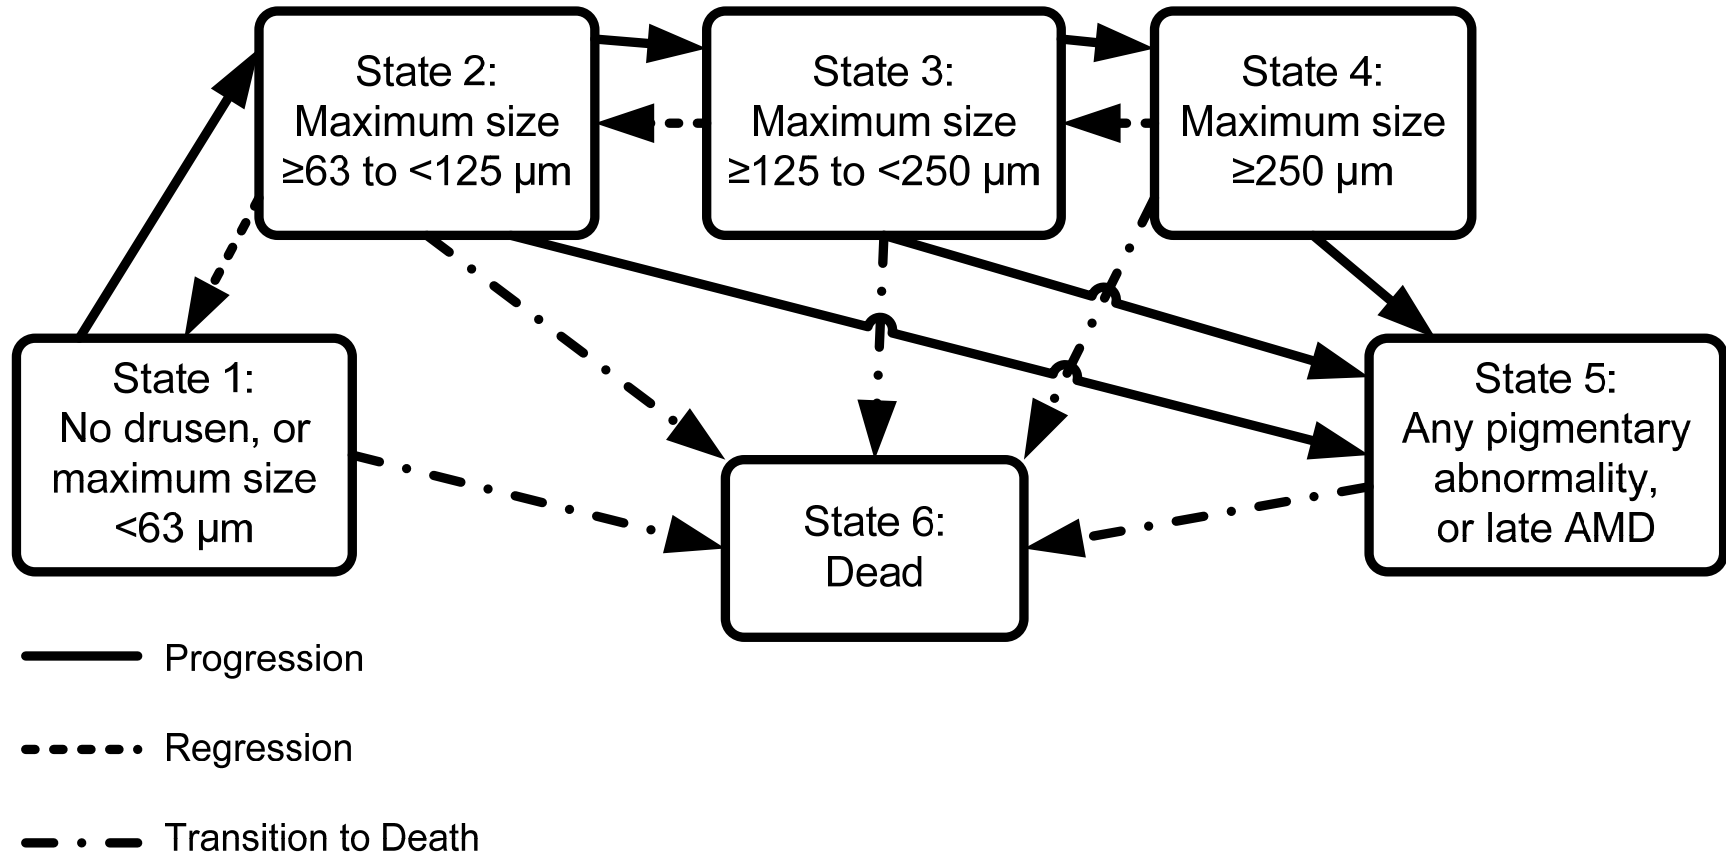 State 2:
Maximum size
≥63 to <125 µm
State 3:
Maximum size
≥125 to <250 µm
State 4:
Maximum size
≥250 µm
State 1:
No drusen, or
maximum size
<63 µm
State 5:
Any pigmentary
abnormality,
or late AMD
State 6:
Dead
Progression
Regression
Transition to Death